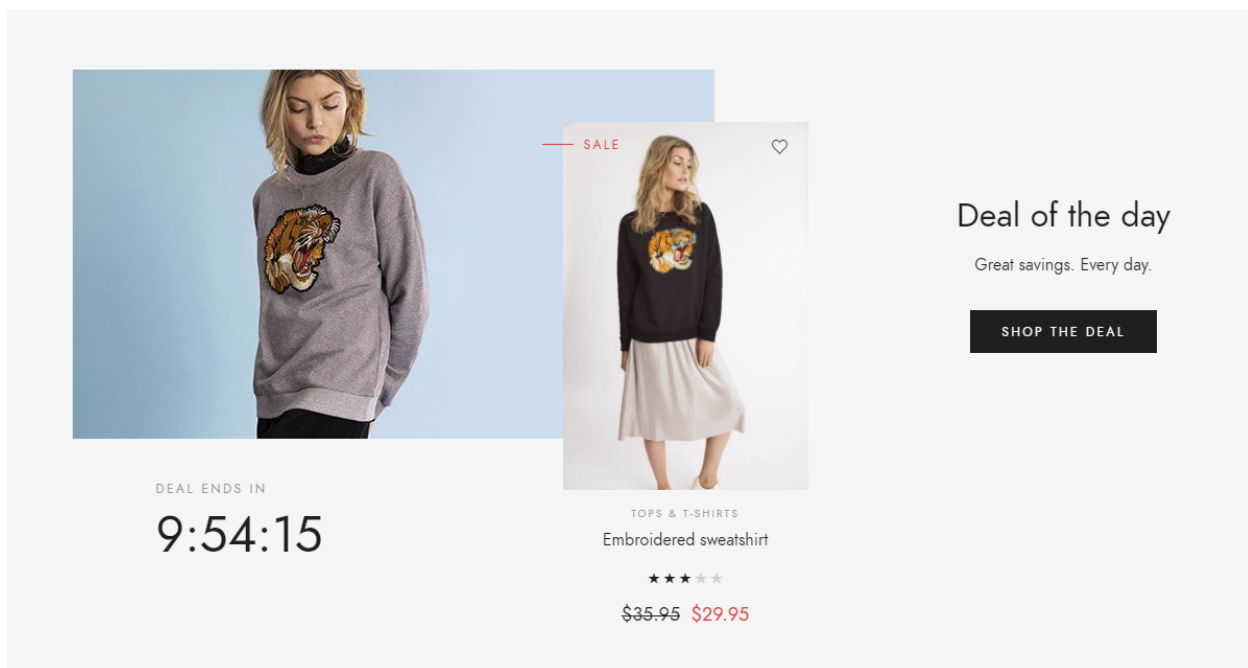 SALE
Deal of the day
Great savings. Every day.
SHOP THE DEAL
DEAL ENDS IN
9:54:15
TOPS & T-SHIRTS
Embroidered sweatshirt
$35.95 $29.95